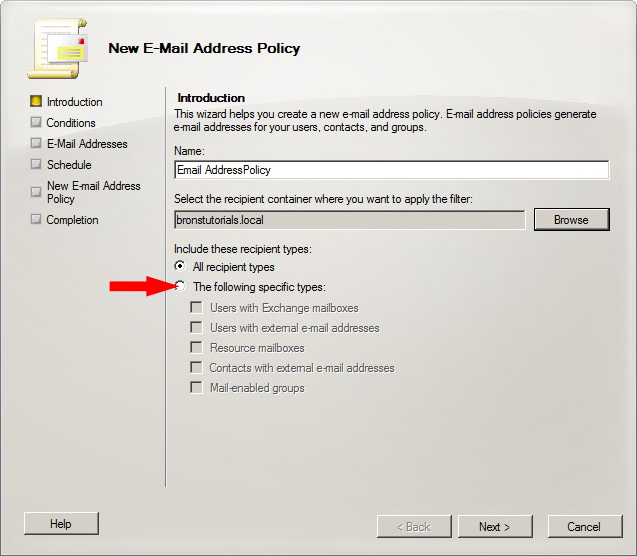 New E-Mail Address Policy
Introduction
Conditions
E-Mail Addresses
Schedule
New E-mail Address
Policy
Completion
Introduction
This wizard helps you create a new e-mail address policy. E-mail address policies generate
e-mail addresses for your users, contacts, and groups.
Name:
Email AddressPolicy
Select the recipient container where you want to apply the filter:
bronstutorials.local
Browse
Include these recipient types:
All recipient types
The following specific types:
Users with Exchange mailboxes
Users with external e-mail addresses
Resource mailboxes
Contacts with external e-mail addresses
Mail-enabled groups
Help
< Back
Next >
Cancel